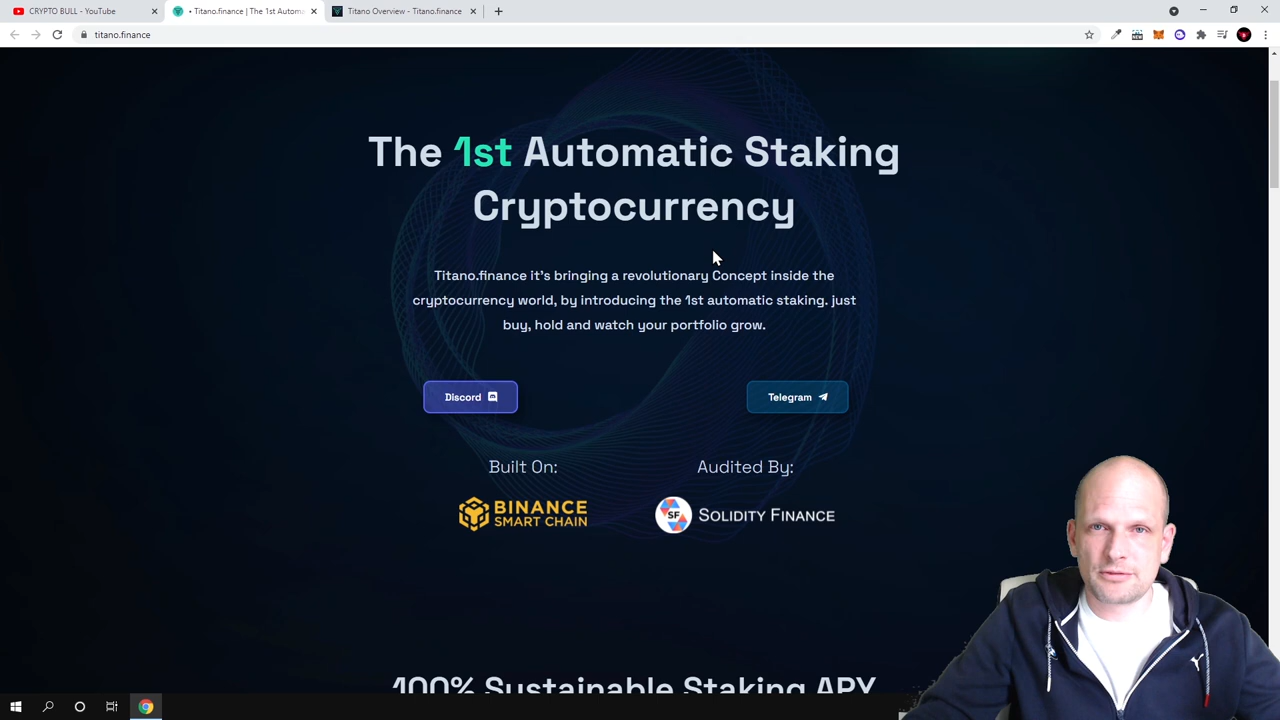 CRYPTO BULL - YouTube
• Titano.finance | The 1st Automa
Titano Overview - Titano.finance
titano.finance
The 1st Automatic Staking
Cryptocurrency
Titano.finance it's bringing a revolutionary Concept inside the
cryptocurrency world, by introducing the 1st automatic staking. just
buy, hold and watch your portfolio grow.
Discord
Telegram
Built On:
Audited By:
BINANCE
SMART CHAIN
SF
SOLIDITY FINANCE
100% Sustainable Staking APY